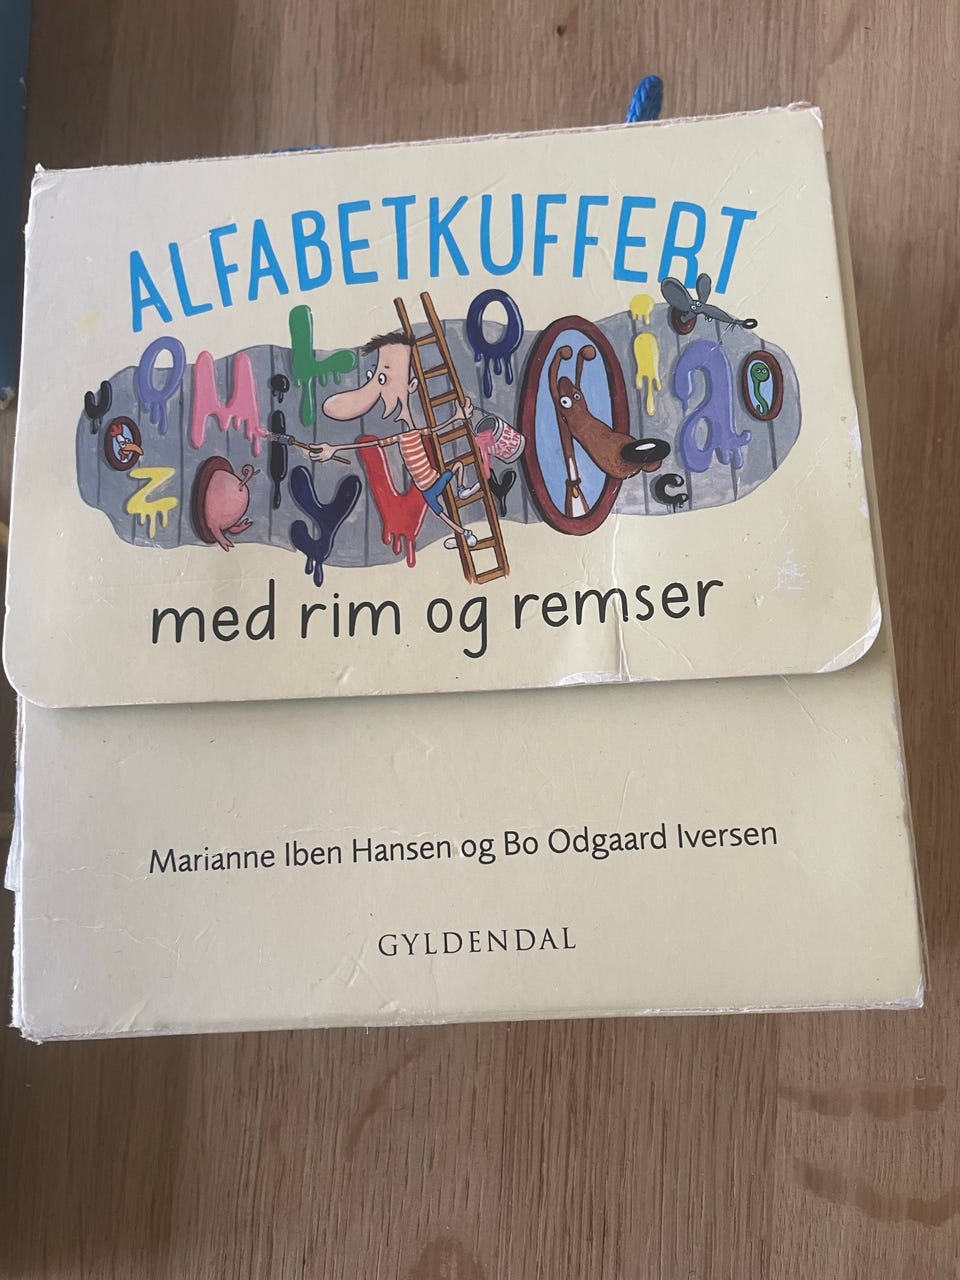 ALFABETKUFFERT
med rim og remser
Marianne Iben Hansen og Bo Odgaard Iversen
GYLDENDAL